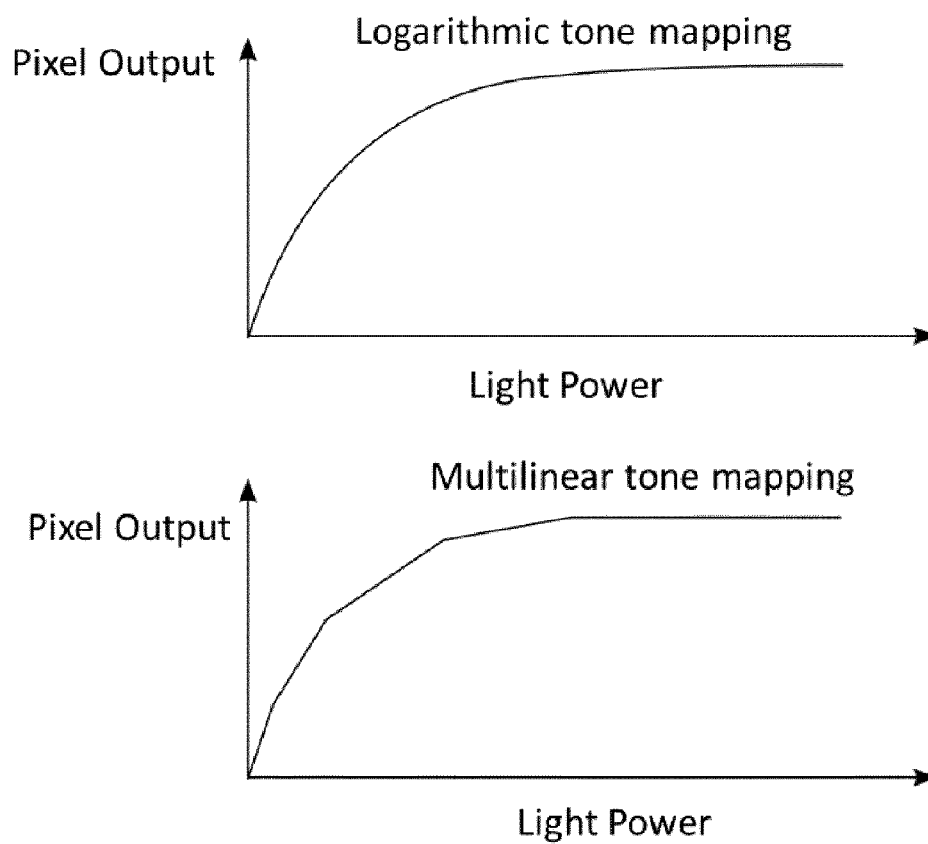 Logarithmic tone mapping
Pixel Output
Light Power
Multilinear tone mapping
Pixel Output
Light Power